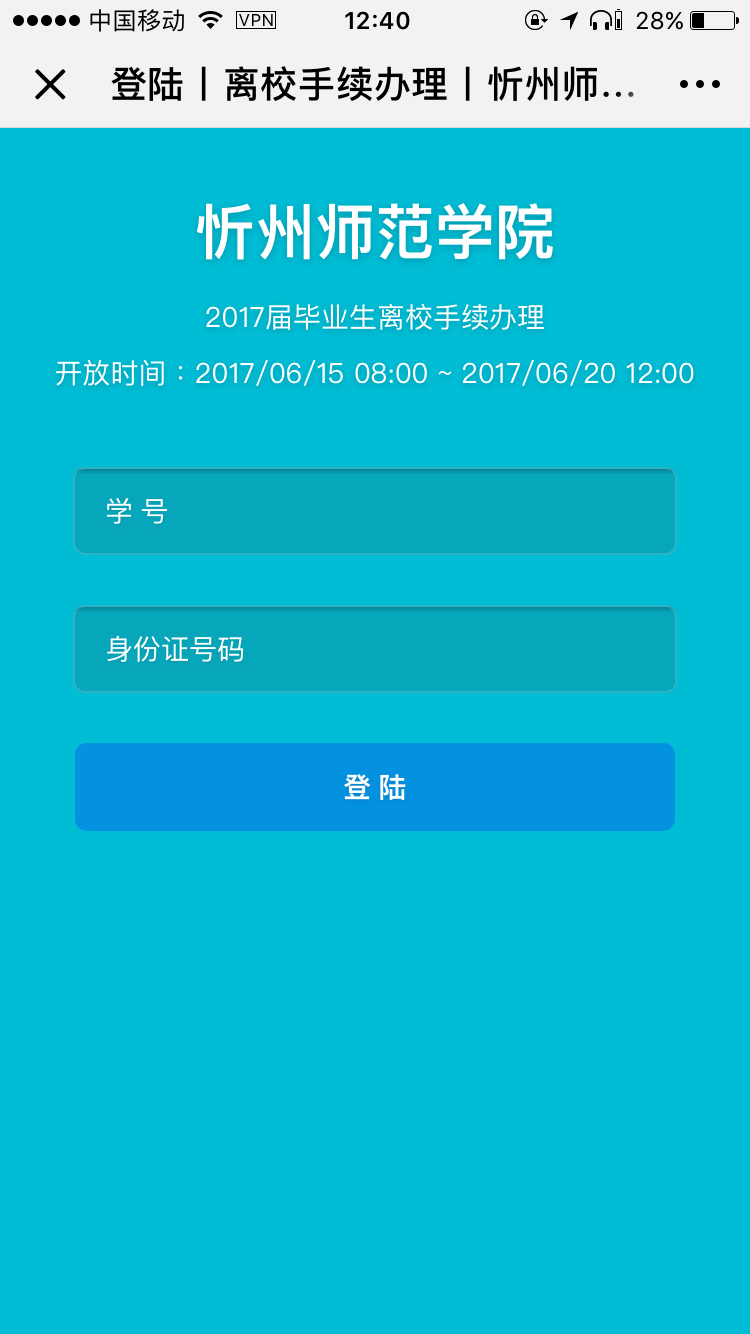 中国移动 VPN 12:40 28%
登陆丨离校手续办理丨忻州师...
忻州师范学院
2017届毕业生离校手续办理
开放时间：2017/06/15 08:00 ~ 2017/06/20 12:00
学 号
身份证号码
登 陆